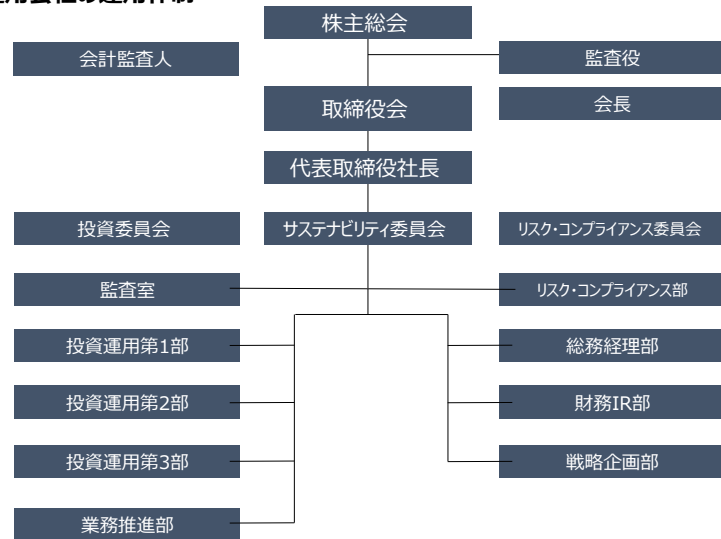 株主総会
会計監査人
監査役
取締役会
会長
代表取締役社長
投資委員会
サステナビリティ委員会
リスク・コンプライアンス委員会
監査室
リスク・コンプライアンス部
投資運用第1部
総務経理部
投資運用第2部
財務IR部
投資運用第3部
戦略企画部
業務推進部